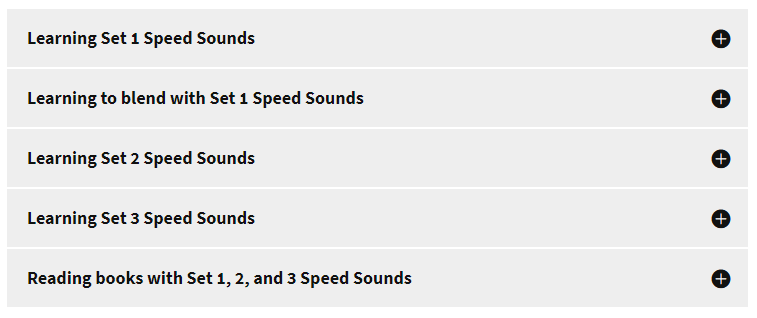 Learning Set 1 Speed Sounds
Learning to blend with Set 1 Speed Sounds
Learning Set 2 Speed Sounds
Learning Set 3 Speed Sounds
Reading books with Set 1, 2, and 3 Speed Sounds